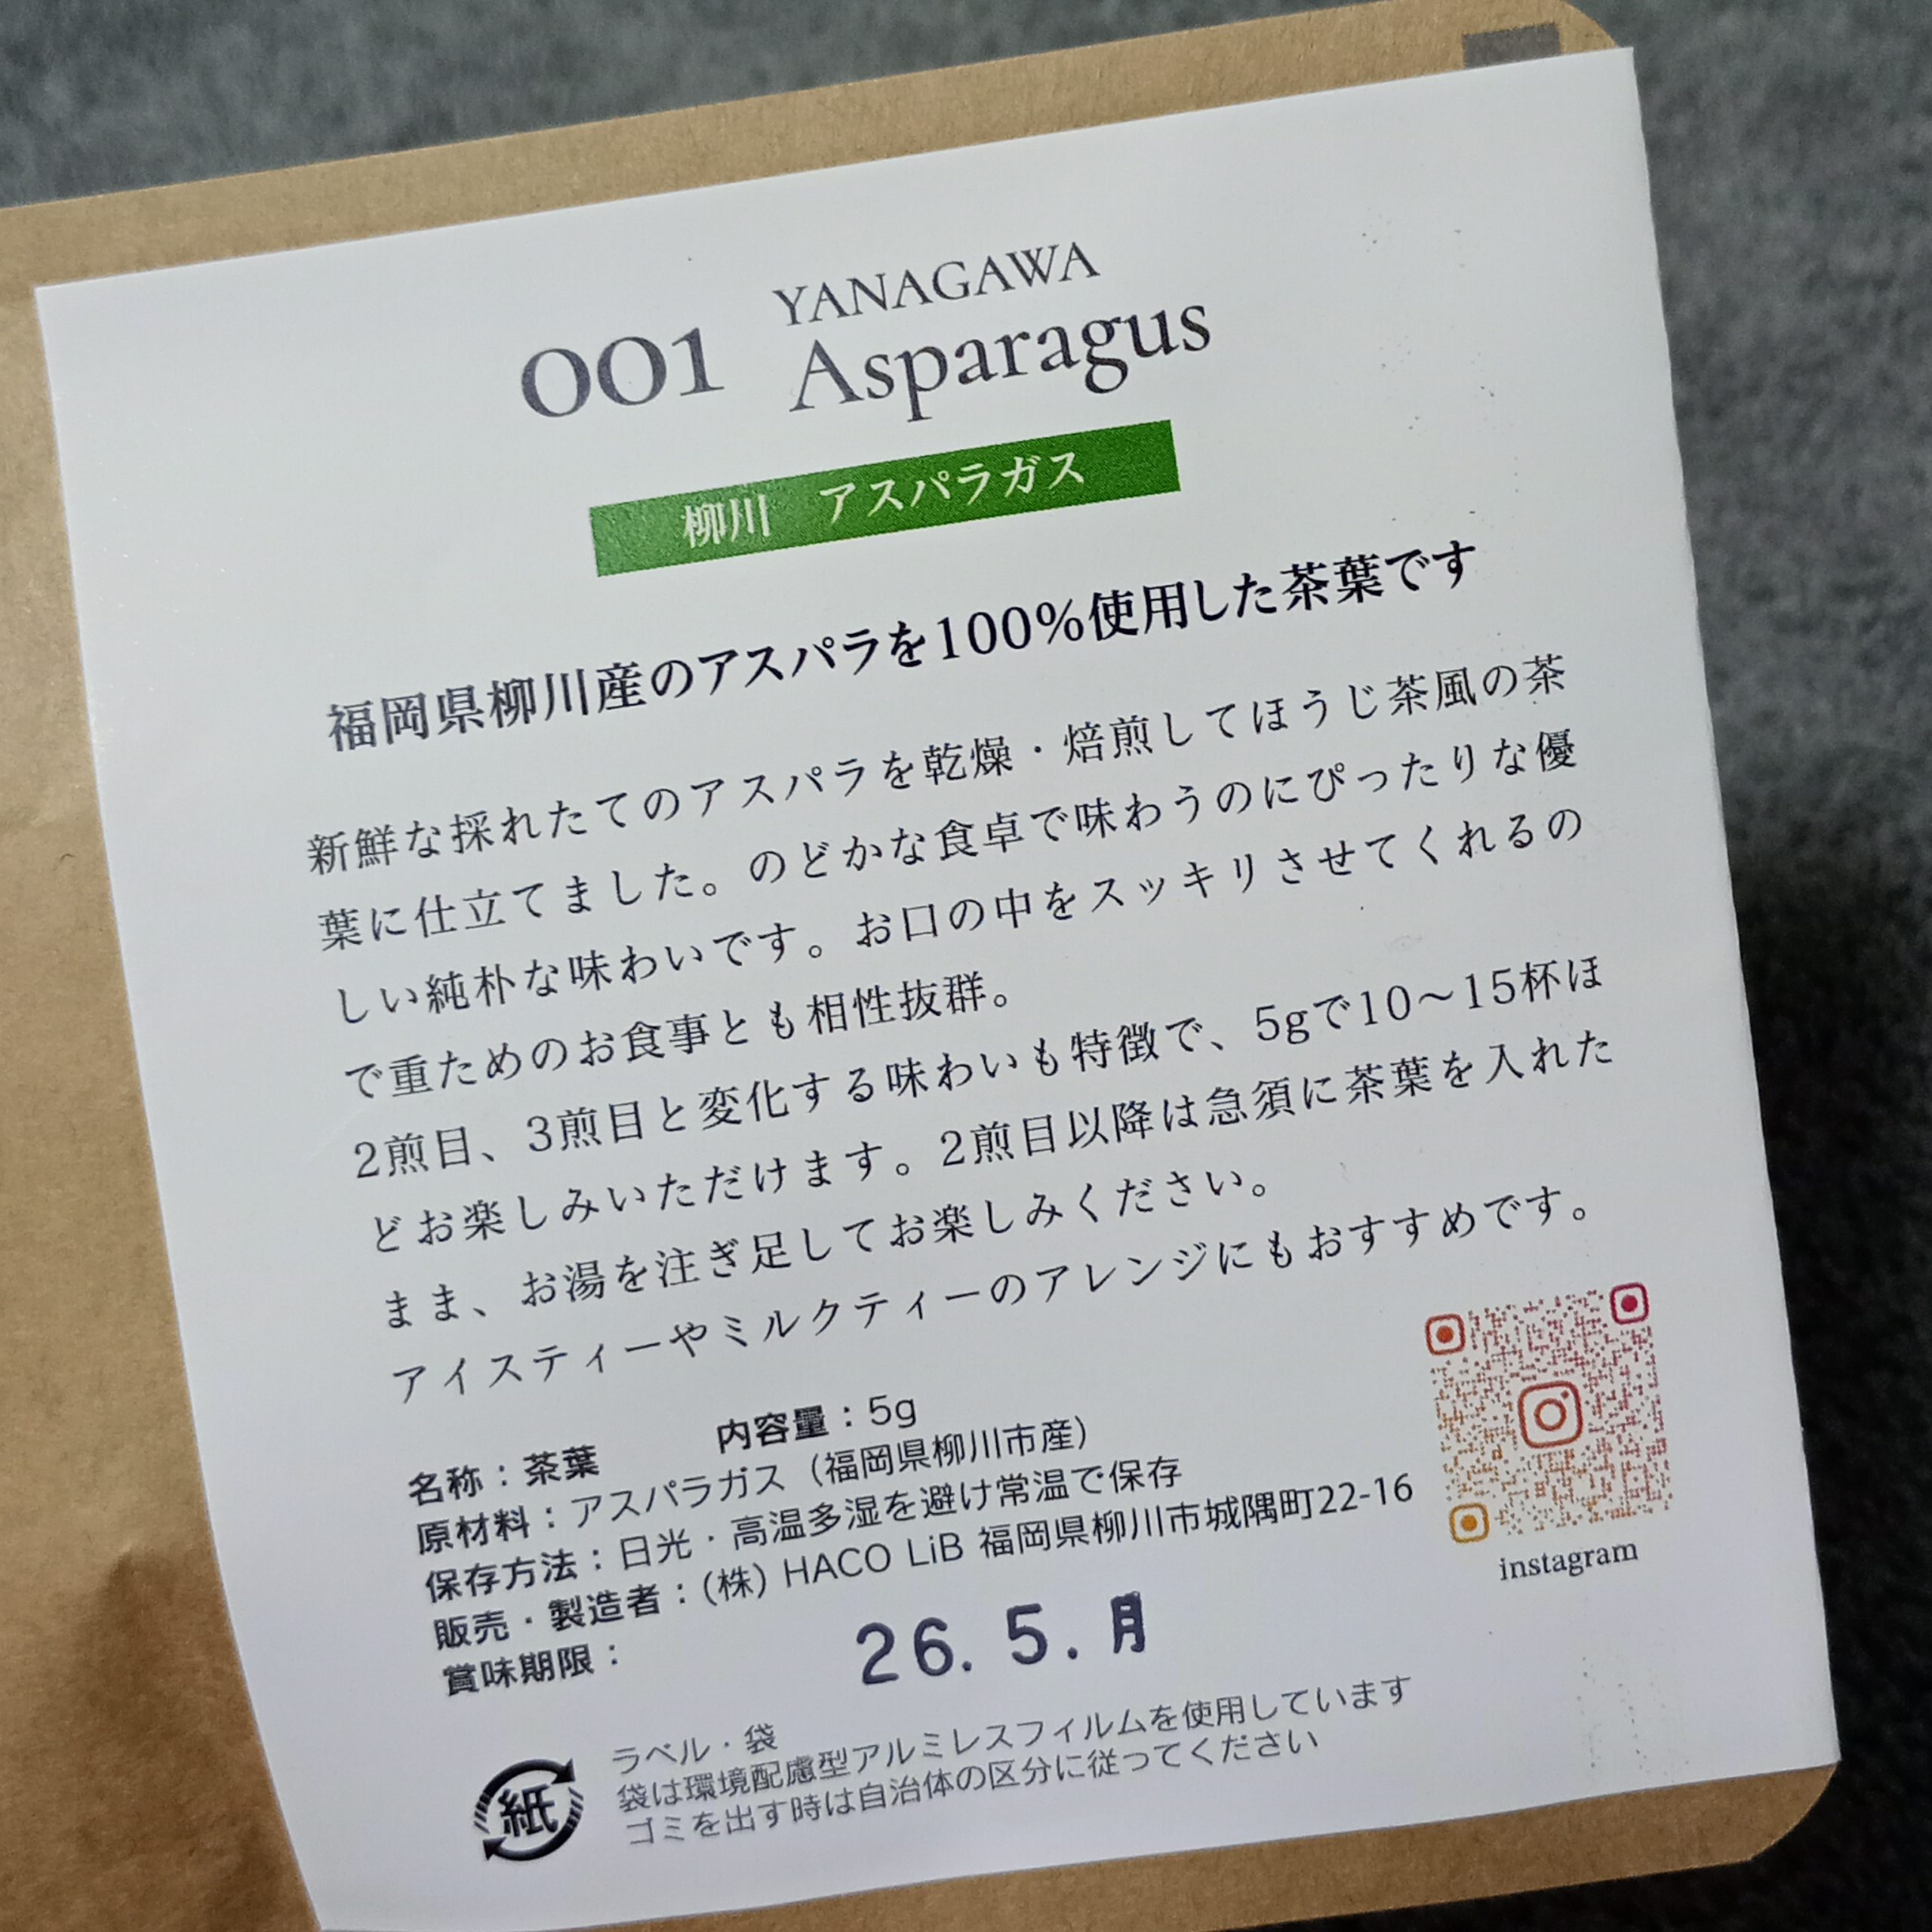 001
YANAGAWA
Asparagus
柳川　アスパラガス
福岡県柳川産のアスパラを100%使用した茶葉です
新鮮な採れたてのアスパラを乾燥・焙煎してほうじ茶風の茶
葉に仕立てました。のどかな食卓で味わうのにぴったりな優
しい純朴な味わいです。お口の中をスッキリさせてくれるの
で重ためのお食事とも相性抜群。
2煎目、3煎目と変化する味わいも特徴で、5gで10～15杯ほ
どお楽しみいただけます。2煎目以降は急須に茶葉を入れた
まま、お湯を注ぎ足してお楽しみください。
アイスティーやミルクティーのアレンジにもおすすめです。
名称：茶葉　　　内容量：5g
原材料：アスパラガス（福岡県柳川市産）
保存方法：日光・高温多湿を避け常温で保存
販売・製造者：(株) HACO LiB 福岡県柳川市城隅町22-16
賞味期限：　26. 5. 月
instagram
紙
ラベル・袋
袋は環境配慮型アルミレスフィルムを使用しています
ゴミを出す時は自治体の区分に従ってください